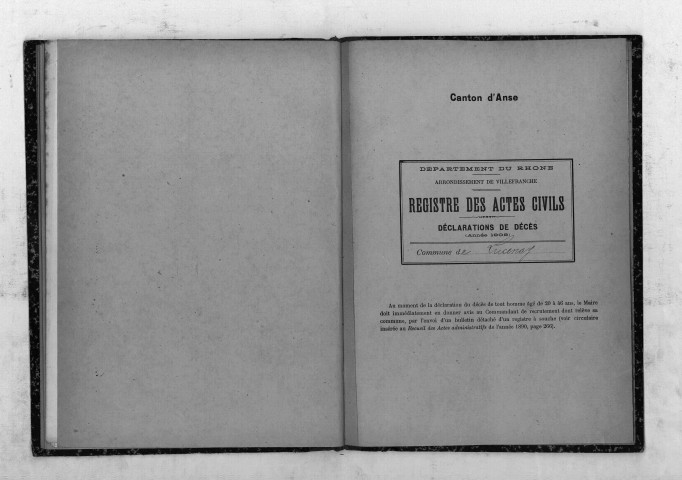 Canton d'Anse
DÉPARTEMENT DU RHONE
ARRONDISSEMENT DE VILLEFRANCHE
REGISTRE DES ACTES CIVILS
DÉCLARATIONS DE DÉCÈS
Commune de Lucenay
Au moment de la déclaration du décès de tout homme âgé de 20 à 46 ans, le Maire
doit immédiatement en donner avis au Commandant de recrutement dont relève sa
commune, par l'envoi d'un bulletin détaché d'un registre à souche (voir circulaire
insérée au Recueil des Actes administratifs de l'année 1890, page 266).